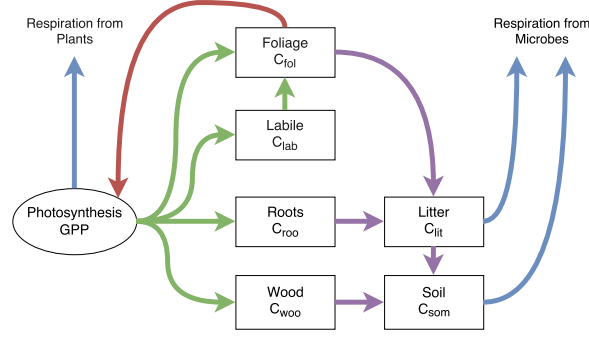 Respiration from
Plants
Foliage
Cfol
Respiration from
Microbes
Labile
Clab
Photosynthesis
GPP
Roots
Croo
Litter
Clit
Wood
Cwoo
Soil
Csom